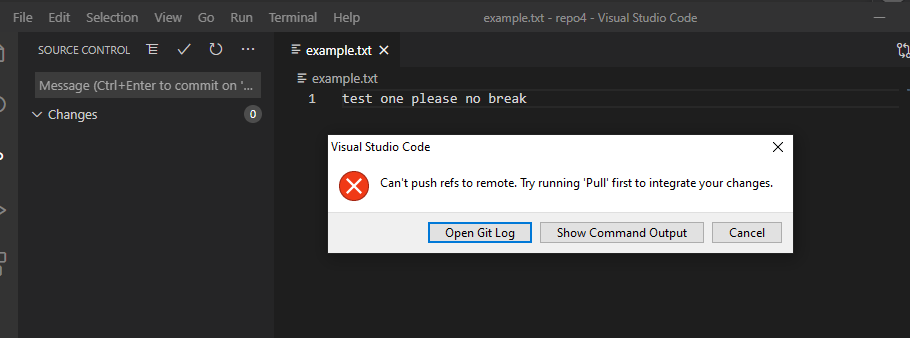 File Edit Selection View Go Run Terminal Help example.txt - repo4 - Visual Studio Code
SOURCE CONTROL
example.txt
Message (Ctrl+Enter to commit on '...
example.txt
1 test one please no break
Changes 0
Visual Studio Code
Can't push refs to remote. Try running 'Pull' first to integrate your changes.
Open Git Log Show Command Output Cancel